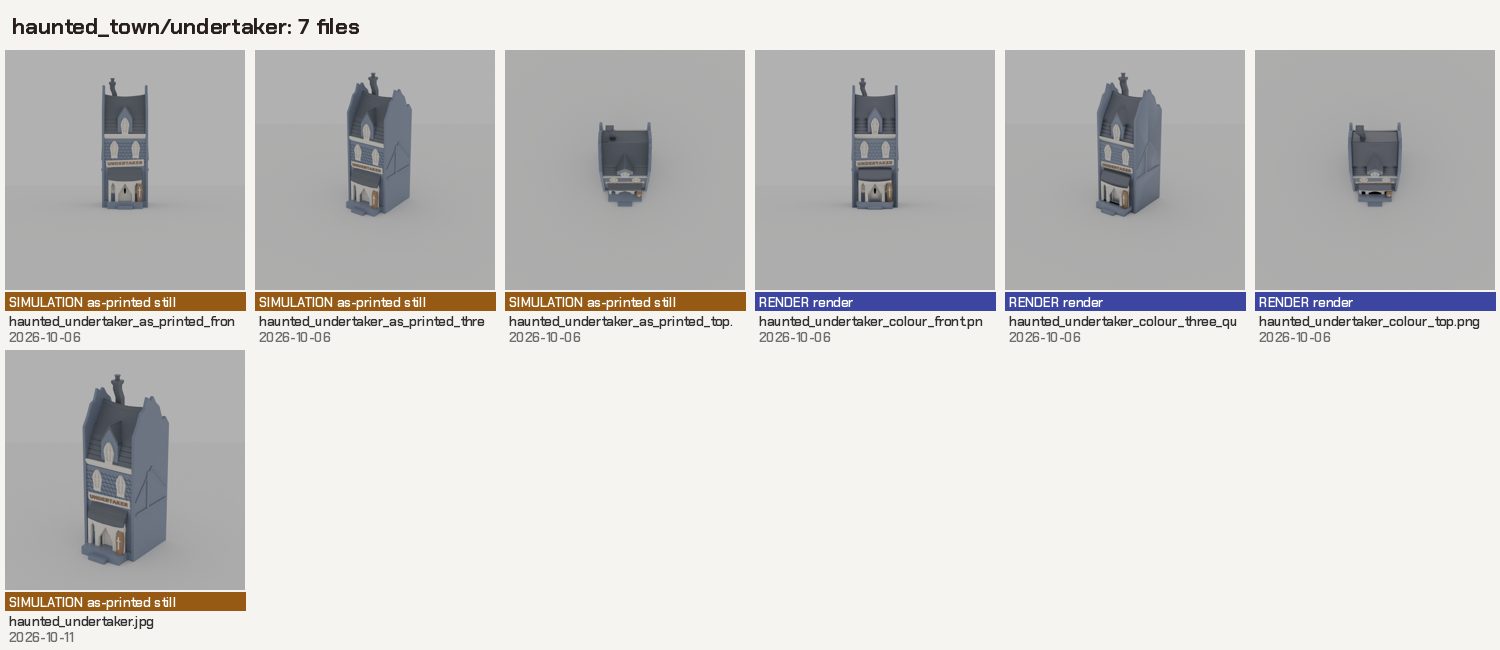 haunted_town/undertaker: 7 files
UNDERTAKER
UNDERTAKER
UNDERTAKER
UNDERTAKER
SIMULATION as-printed still
SIMULATION as-printed still
SIMULATION as-printed still
RENDER render
RENDER render
RENDER render
haunted_undertaker_as_printed_fron
haunted_undertaker_as_printed_thre
haunted_undertaker_as_printed_top.
haunted_undertaker_colour_front.pn
haunted_undertaker_colour_three_qu
haunted_undertaker_colour_top.png
2026-10-06
2026-10-06
2026-10-06
2026-10-06
2026-10-06
2026-10-06
UNDERTAKER
SIMULATION as-printed still
haunted_undertaker.jpg
2026-10-11